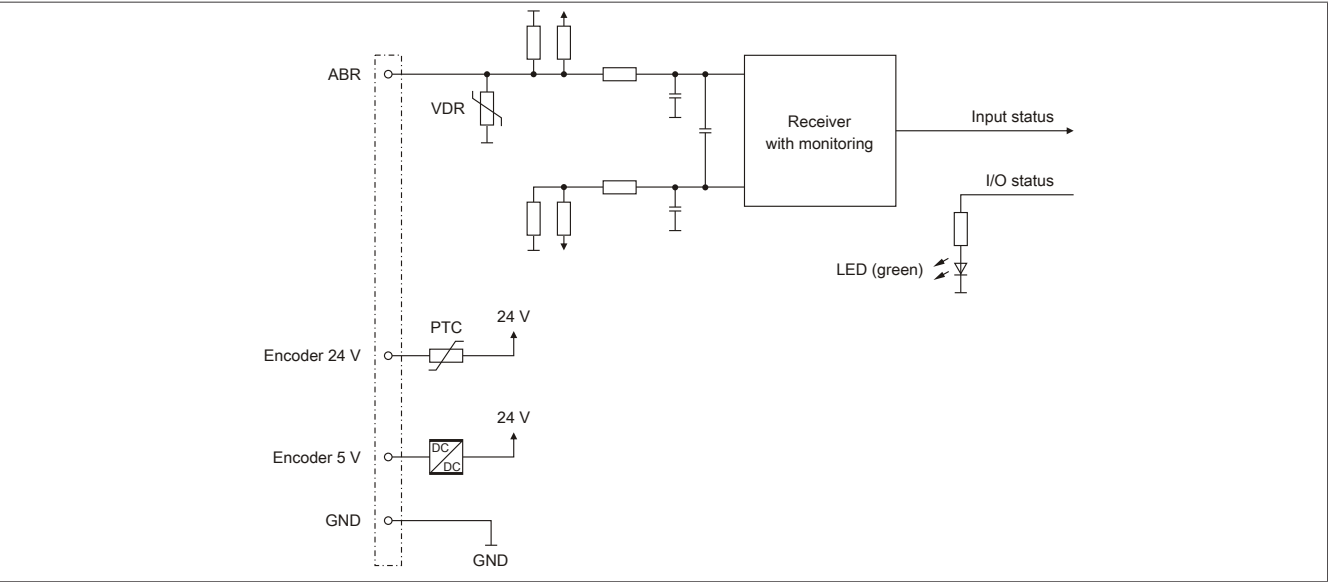 ABR
VDR
Receiver
with monitoring
Input status
I/O status
LED (green)
PTC
24 V
Encoder 24 V
24 V
Encoder 5 V
DC
DC
GND
GND